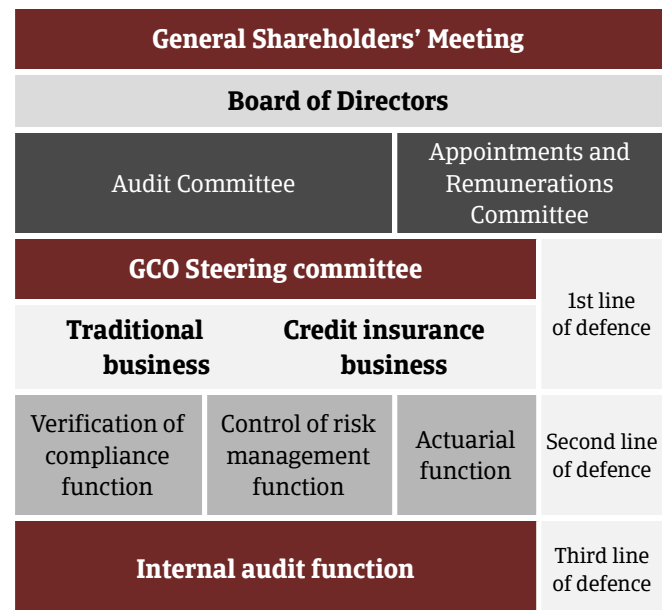 General Shareholders’ Meeting
Board of Directors
Audit Committee
Appointments and
Remunerations
Committee
GCO Steering committee
1st line
of defence
Traditional
business
Credit insurance
business
Verification of
compliance
function
Control of risk
management
function
Actuarial
function
Second line
of defence
Internal audit function
Third line
of defence